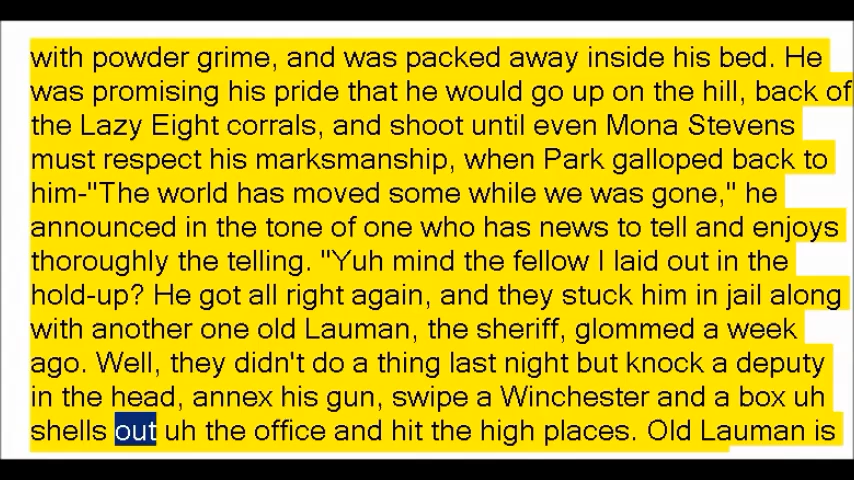 with powder grime, and was packed away inside his bed. He
was promising his pride that he would go up on the hill, back of
the Lazy Eight corrals, and shoot until even Mona Stevens
must respect his marksmanship, when Park galloped back to
him-"The world has moved some while we was gone," he
announced in the tone of one who has news to tell and enjoys
thoroughly the telling. "Yuh mind the fellow I laid out in the
hold-up? He got all right again, and they stuck him in jail along
with another one old Lauman, the sheriff, glommed a week
ago. Well, they didn't do a thing last night but knock a deputy
in the head, annex his gun, swipe a Winchester and a box uh
shells out uh the office and hit the high places. Old Lauman is